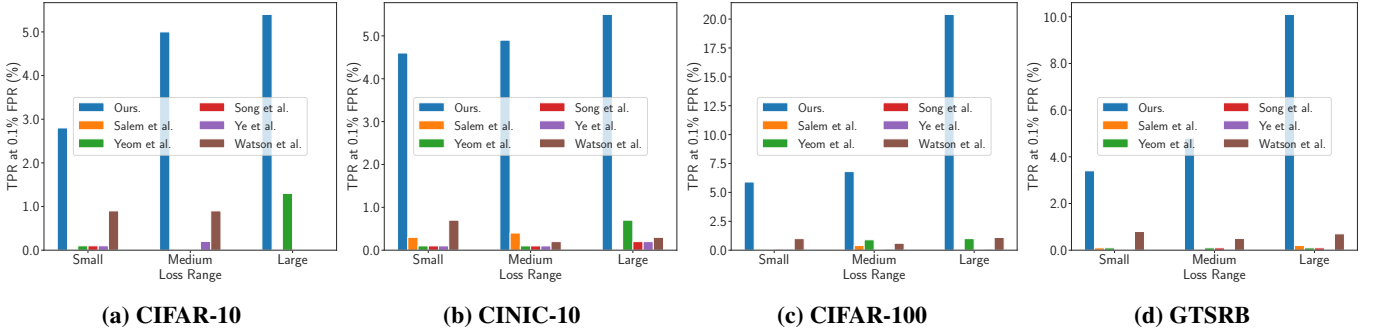 TPR at 0.1% FPR (%)
5.0
4.0
3.0
2.0
1.0
0.0
Ours.
Salem et al.
Yeom et al.
Song et al.
Ye et al.
Watson et al.
Small
Medium
Large
Loss Range
(a) CIFAR-10
TPR at 0.1% FPR (%)
5.0
4.0
3.0
2.0
1.0
0.0
Ours.
Salem et al.
Yeom et al.
Song et al.
Ye et al.
Watson et al.
Small
Medium
Large
Loss Range
(b) CINIC-10
TPR at 0.1% FPR (%)
20.0
17.5
15.0
12.5
10.0
7.5
5.0
2.5
0.0
Ours.
Salem et al.
Yeom et al.
Song et al.
Ye et al.
Watson et al.
Small
Medium
Large
Loss Range
(c) CIFAR-100
TPR at 0.1% FPR (%)
10.0
8.0
6.0
4.0
2.0
0.0
Ours.
Salem et al.
Yeom et al.
Song et al.
Ye et al.
Watson et al.
Small
Medium
Large
Loss Range
(d) GTSRB